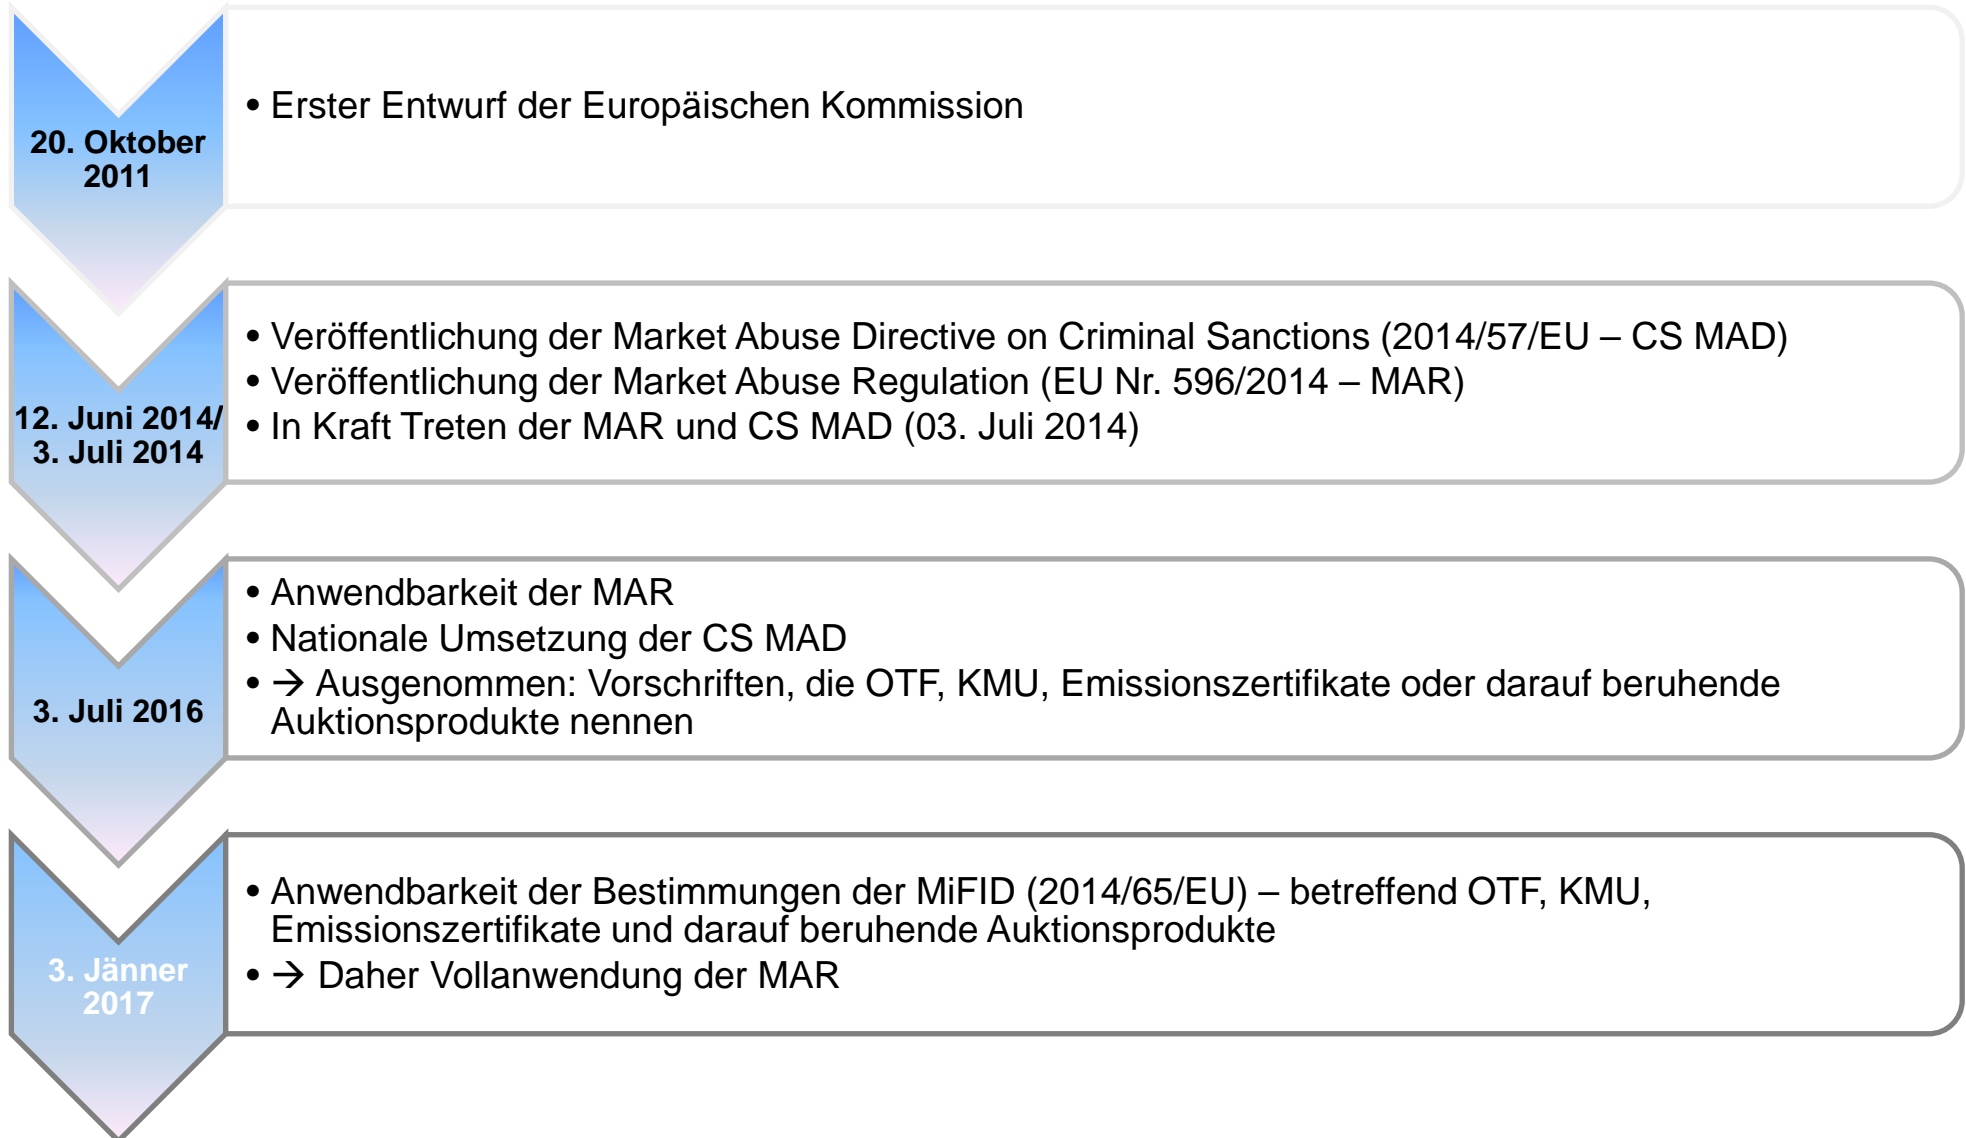 20. Oktober
2011
• Erster Entwurf der Europäischen Kommission
12. Juni 2014/
3. Juli 2014
• Veröffentlichung der Market Abuse Directive on Criminal Sanctions (2014/57/EU – CS MAD)
• Veröffentlichung der Market Abuse Regulation (EU Nr. 596/2014 – MAR)
• In Kraft Treten der MAR und CS MAD (03. Juli 2014)
3. Juli 2016
• Anwendbarkeit der MAR
• Nationale Umsetzung der CS MAD
• → Ausgenommen: Vorschriften, die OTF, KMU, Emissionszertifikate oder darauf beruhende
Auktionsprodukte nennen
3. Jänner
2017
• Anwendbarkeit der Bestimmungen der MiFID (2014/65/EU) – betreffend OTF, KMU,
Emissionszertifikate und darauf beruhende Auktionsprodukte
• → Daher Vollanwendung der MAR